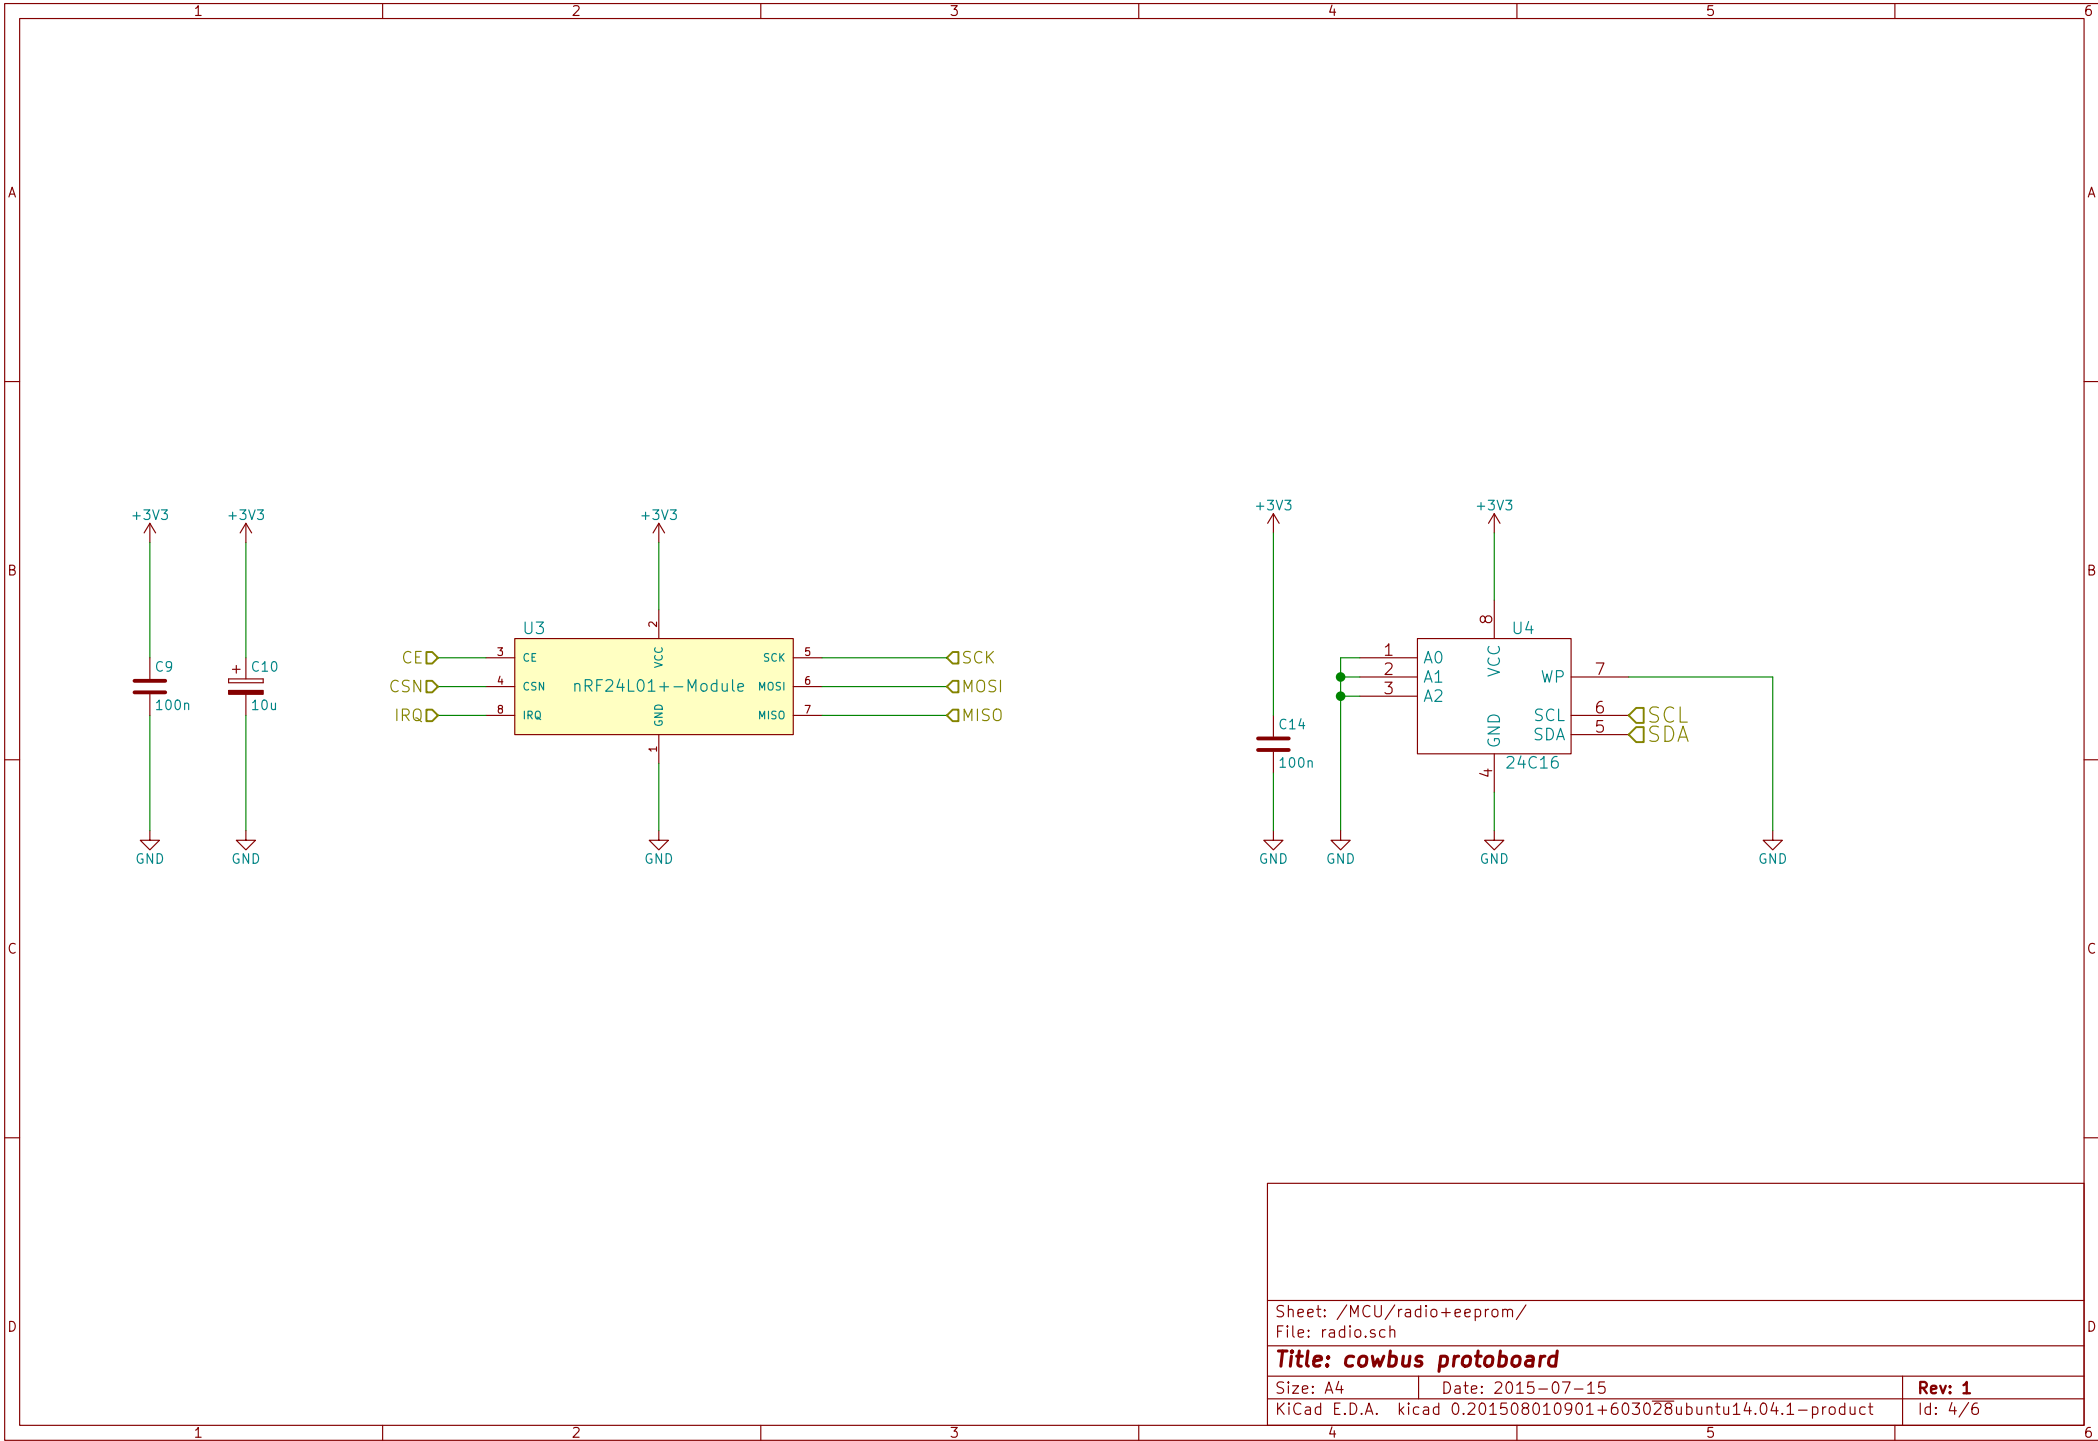 1 2 3 4 5 6
A A
+3V3 +3V3
+3V3 +3V3 +3V3
B B
8
2
U3 U4
CE 3 CE VCC SCK 5 SCK
1 A0 VCC
C9 + C10
2 A1 WP 7
CSN 4 CSN nRF24L01+-Module MOSI 6 MOSI
3 A2
100n 10u
IRQ 8 IRQ GND MISO 7 MISO
GND SCL 6 SCL
C14
SDA 5 SDA
1
100n
24C16
4
GND GND GND GND GND GND GND
C C
Sheet: /MCU/radio+eeprom/
D D
File: radio.sch
Title: cowbus protoboard
Size: A4 Date: 2015-07-15 Rev: 1
KiCad E.D.A. kicad 0.201508010901+603028ubuntu14.04.1-product Id: 4/6
1 2 3 4 5 6